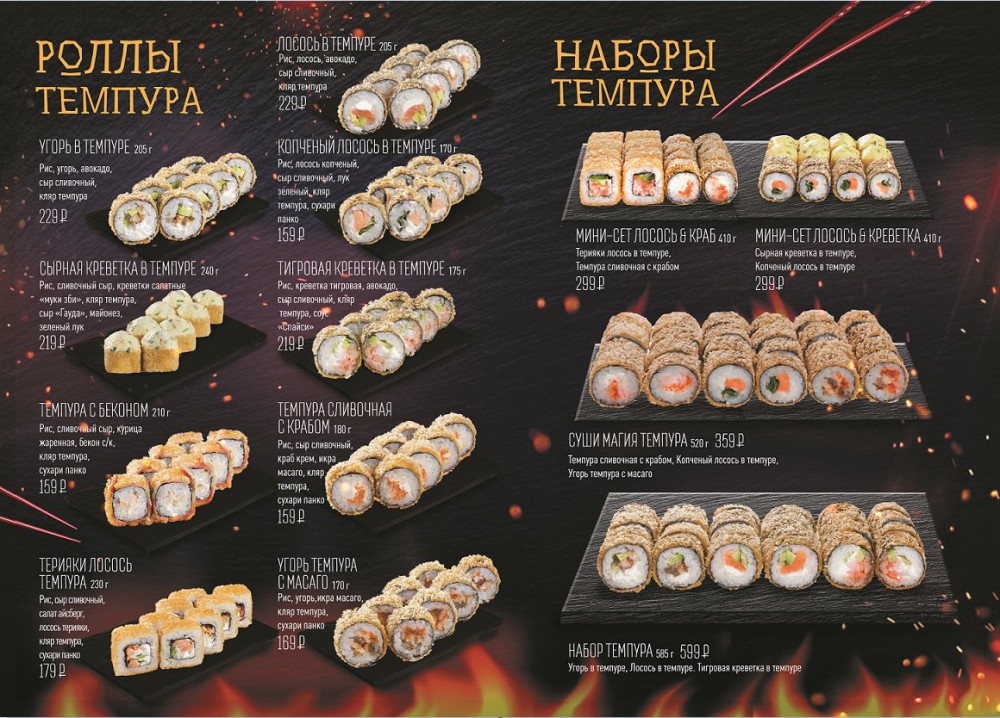 РОЛЛЫ
ТЕМПУРА
УГОРЬ В ТЕМПУРЕ 205 г
Рис, угорь, авокадо,
сыр сливочный,
кляр темпура
229 ₽
СЫРНАЯ КРЕВЕТКА В ТЕМПУРЕ 240 г
Рис, сливочный сыр, креветки салатные
«муки эби», кляр темпура,
сыр «Гауда», майонез,
зеленый лук
219 ₽
ТЕМПУРА С БЕКОНОМ 210 г
Рис, сливочный сыр, курица
жаренная, бекон с/к,
кляр темпура,
сухари панко
159 ₽
ТЕРИЯКИ ЛОСОСЬ
ТЕМПУРА 230 г
Рис, сыр сливочный,
салат айсберг,
лосось терияки,
кляр темпура,
сухари панко
179 ₽
ЛОСОСЬ В ТЕМПУРЕ 205 г
Рис, лосось, авокадо,
сыр сливочный,
кляр темпура
229 ₽
КОПЧЕНЫЙ ЛОСОСЬ В ТЕМПУРЕ 170 г
Рис, лосось копченый,
сыр сливочный, лук
зеленый, кляр
темпура, сухари
панко
159 ₽
ТИГРОВАЯ КРЕВЕТКА В ТЕМПУРЕ 175 г
Рис, креветка тигровая, авокадо,
сыр сливочный, кляр
темпура, соус
«Спайси»
219 ₽
ТЕМПУРА СЛИВОЧНАЯ
С КРАБОМ 180 г
Рис, сыр сливочный,
краб крем, икра
масаго, кляр
темпура,
сухари панко
159 ₽
УГОРЬ ТЕМПУРА
С МАСАГО 170 г
Рис, угорь,икра масаго,
кляр темпура,
сухари панко
169 ₽
НАБОРЫ
ТЕМПУРА
МИНИ-СЕТ ЛОСОСЬ & КРАБ 410 г
Терияки лосось в темпуре,
Темпура сливочная с крабом
299 ₽
МИНИ-СЕТ ЛОСОСЬ & КРЕВЕТКА 410 г
Сырная креветка в темпуре,
Копченый лосось в темпуре
299 ₽
СУШИ МАГИЯ ТЕМПУРА 520 г 359 ₽
Темпура сливочная с крабом, Копченый лосось в темпуре,
Угорь темпура с масаго
НАБОР ТЕМПУРА 585 г 599 ₽
Угорь в темпуре, Лосось в темпуре. Тигровая креветка в темпуре